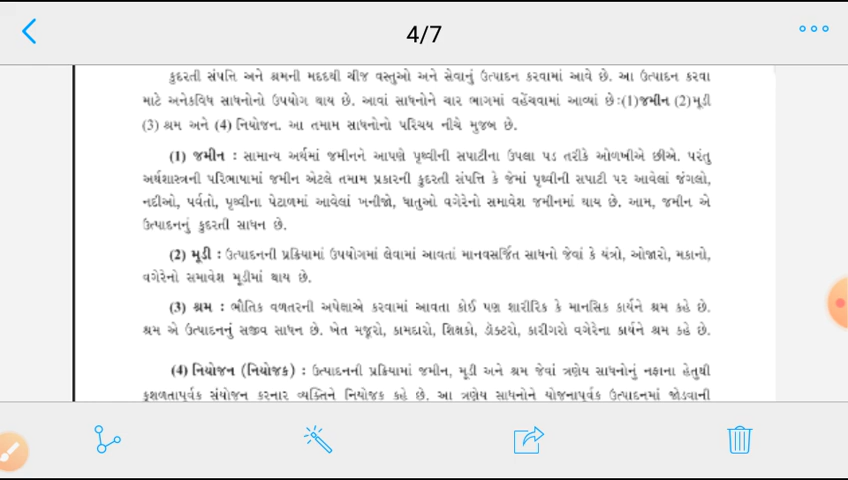 4/7
કુદરતી સંપત્તિ અને શ્રમની મદદથી ચીજ વસ્તુઓ અને સેવાનું ઉત્પાદન કરવામાં આવે છે. આ ઉત્પાદન કરવા
માટે અનેકવિધ સાધનોનો ઉપયોગ થાય છે. આવાં સાધનોને ચાર ભાગમાં વહેંચવામાં આવ્યાં છે:(1)જમીન (2)મૂડી
(3) શ્રમ અને (4) નિયોજન. આ તમામ સાધનોનો પરિચય નીચે મુજબ છે.
(1) જમીન : સામાન્ય અર્થમાં જમીનને આપણે પૃથ્વીની સપાટીના ઉપલા પડ તરીકે ઓળખીએ છીએ. પરંતુ
અર્થશાસ્ત્રની પરિભાષામાં જમીન એટલે તમામ પ્રકારની કુદરતી સંપત્તિ કે જેમાં પૃથ્વીની સપાટી પર આવેલાં જંગલો,
નદીઓ, પર્વતો, પૃથ્વીના પેટાળમાં આવેલાં ખનીજો, ધાતુઓ વગેરેનો સમાવેશ જમીનમાં થાય છે. આમ, જમીન એ
ઉત્પાદનનું કુદરતી સાધન છે.
(2) મૂડી : ઉત્પાદનની પ્રક્રિયામાં ઉપયોગમાં લેવામાં આવતાં માનવસર્જિત સાધનો જેવાં કે યંત્રો, ઓજારો, મકાનો,
વગેરેનો સમાવેશ મૂડીમાં થાય છે.
(3) શ્રમ : ભૌતિક વળતરની અપેક્ષાએ કરવામાં આવતા કોઈ પણ શારીરિક કે માનસિક કાર્યને શ્રમ કહે છે.
શ્રમ એ ઉત્પાદનનું સજીવ સાધન છે. ખેત મજૂરો, કામદારો, શિક્ષકો, ડૉક્ટરો, કારીગરો વગેરેના કાર્યને શ્રમ કહે છે.
(4) નિયોજન (નિયોજક) : ઉત્પાદનની પ્રક્રિયામાં જમીન, મૂડી અને શ્રમ જેવાં ત્રણેય સાધનોનું નફાના હેતુથી
કુશળતાપૂર્વક સંયોજન કરનાર વ્યક્તિને નિયોજક કહે છે. આ ત્રણેય સાધનોને યોજનાપૂર્વક ઉત્પાદનમાં જોડવાની